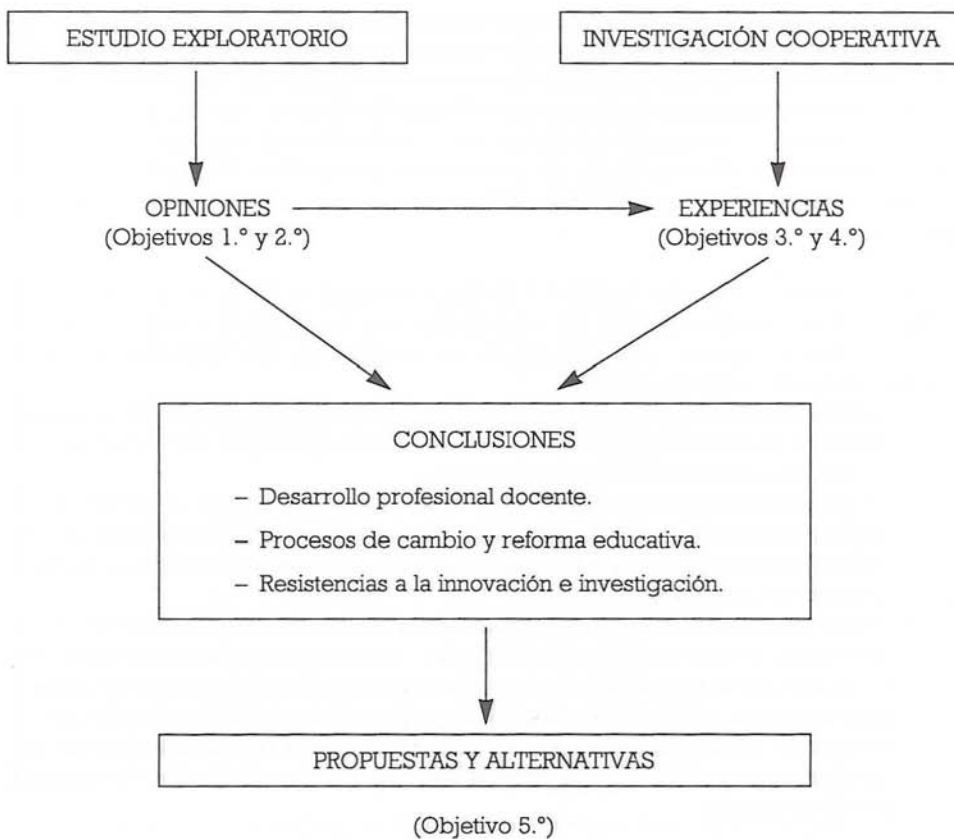 ESTUDIO EXPLORATORIO
INVESTIGACIÓN COOPERATIVA
OPINIONES
(Objetivos 1.° y 2.°)
EXPERIENCIAS
(Objetivos 3.° y 4.°)
CONCLUSIONES
– Desarrollo profesional docente.
– Procesos de cambio y reforma educativa.
– Resistencias a la innovación e investigación.
PROPUESTAS Y ALTERNATIVAS
(Objetivo 5.°)